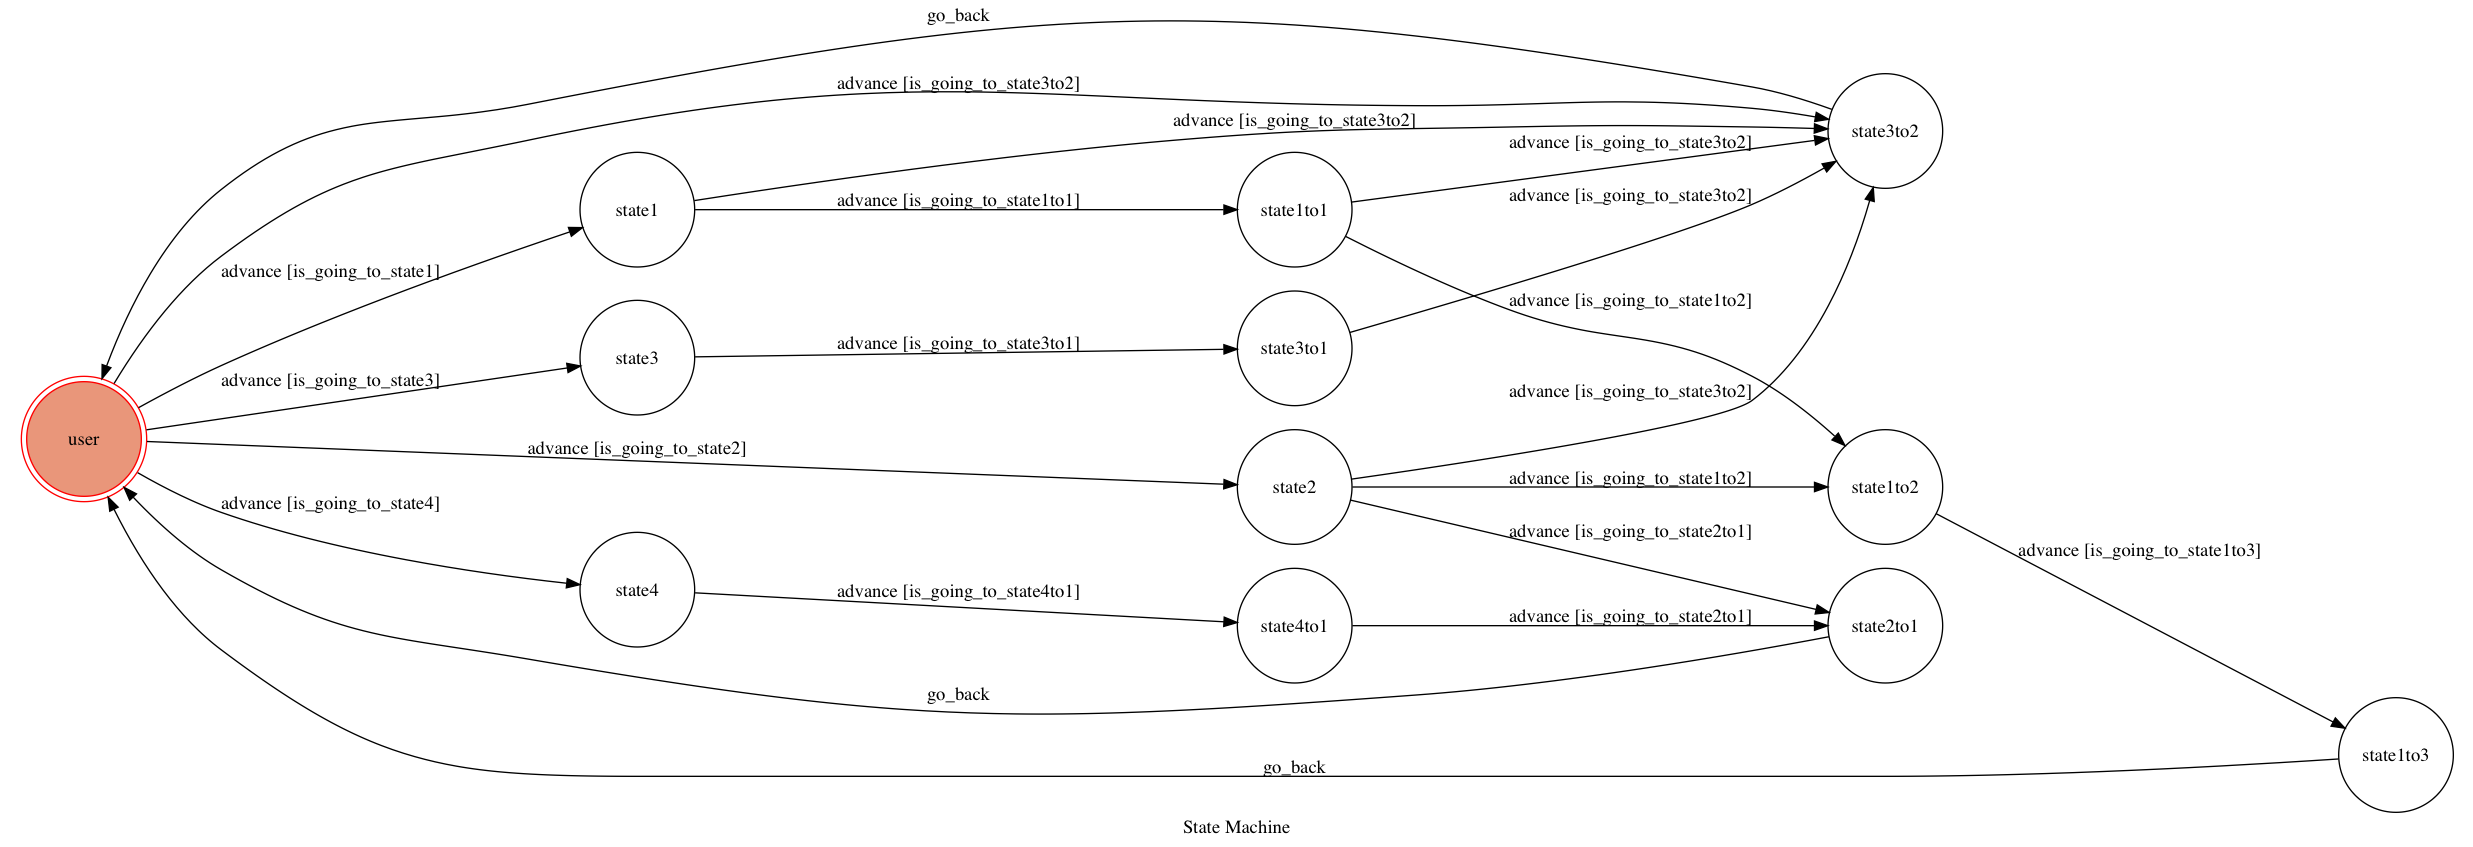 go_back
advance [is_going_to_state3to2]
advance [is_going_to_state3to2]
state3to2
advance [is_going_to_state3to2]
advance [is_going_to_state3to2]
state1
advance [is_going_to_state1to1]
state1to1
advance [is_going_to_state1]
advance [is_going_to_state1to2]
state3
advance [is_going_to_state3to1]
state3to1
advance [is_going_to_state3]
advance [is_going_to_state3to2]
user
advance [is_going_to_state2]
state2
advance [is_going_to_state1to2]
state1to2
advance [is_going_to_state4]
advance [is_going_to_state2to1]
advance [is_going_to_state1to3]
state4
advance [is_going_to_state4to1]
state4to1
advance [is_going_to_state2to1]
state2to1
go_back
go_back
state1to3
State Machine